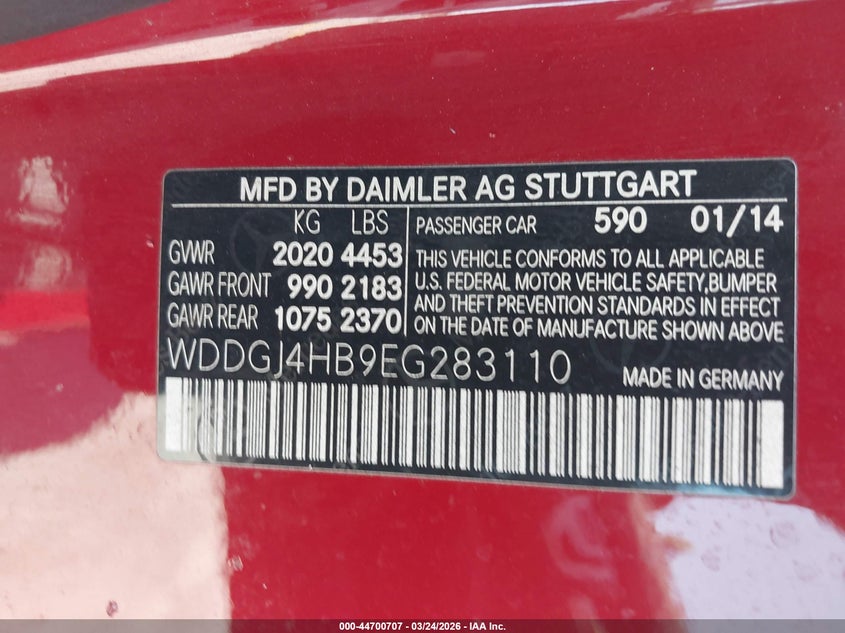 MFD BY DAIMLER AG STUTTGART
KG LBS
GVWR 2020 4453
GAWR FRONT 990 2183
GAWR REAR 1075 2370
PASSENGER CAR 590 01/14
THIS VEHICLE CONFORMS TO ALL APPLICABLE
U.S. FEDERAL MOTOR VEHICLE SAFETY,BUMPER
AND THEFT PREVENTION STANDARDS IN EFFECT
ON THE DATE OF MANUFACTURE SHOWN ABOVE
WDDGJ4HB9EG283110
MADE IN GERMANY
000-44700707 - 03/24/2026 - IAA Inc.